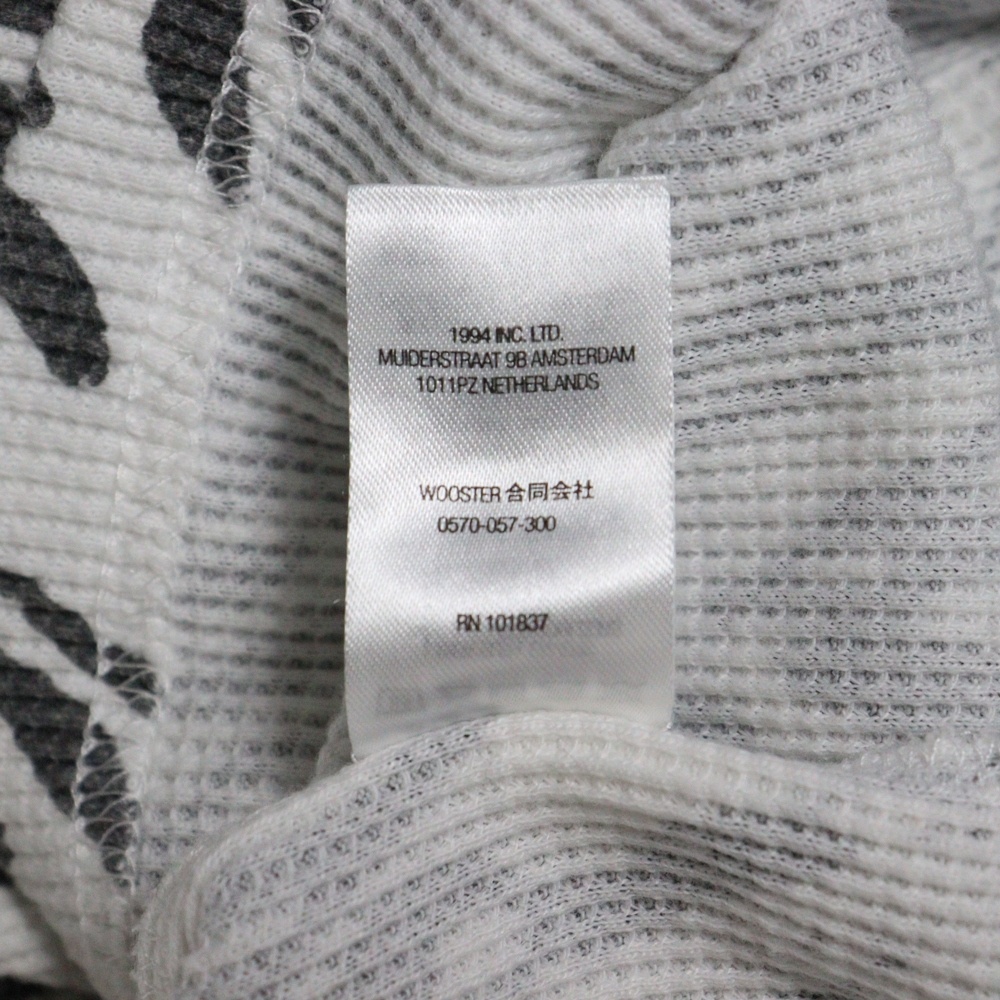 1994 INC. LTD.
MUIDERSTRAAT 9B AMSTERDAM
1011PZ NETHERLANDS
WOOSTER 合同会社
0570-057-300
RN 101837